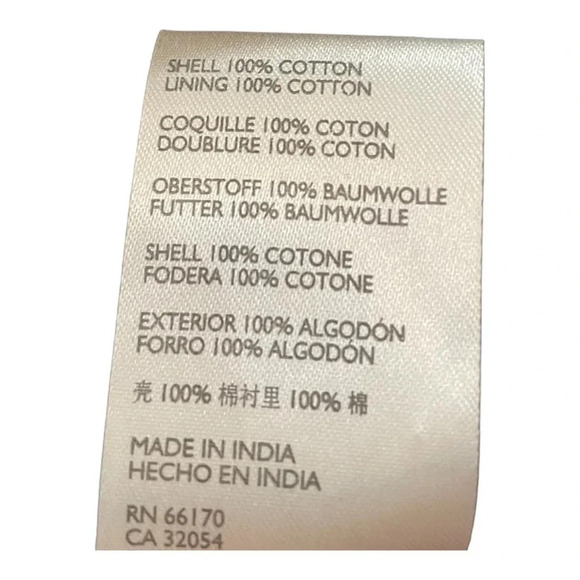 SHELL 100% COTTON
LINING 100% COTTON
COQUILLE 100% COTON
DOUBLURE 100% COTON
OBERSTOFF 100% BAUMWOLLE
FUTTER 100% BAUMWOLLE
SHELL 100% COTONE
FODERA 100% COTONE
EXTERIOR 100% ALGODÓN
FORRO 100% ALGODÓN
壳 100% 棉衬里 100% 棉
MADE IN INDIA
HECHO EN INDIA
RN 66170
CA 32054